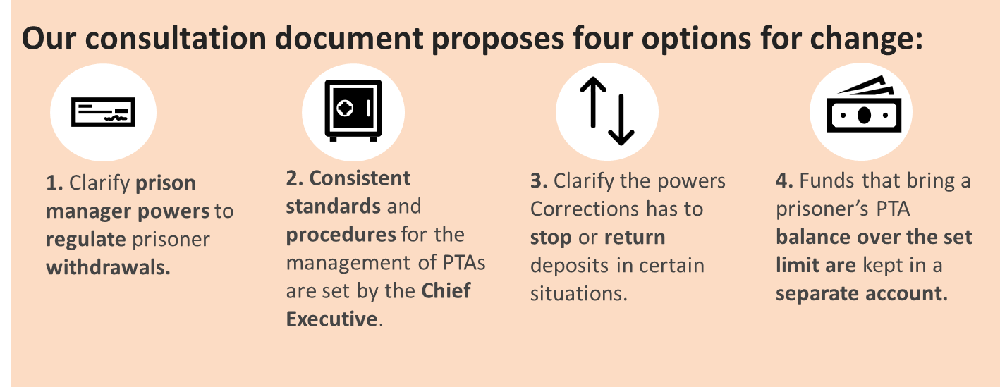 Our consultation document proposes four options for change:
1. Clarify prison
manager powers to
regulate prisoner
withdrawals.
2. Consistent
standards and
procedures for the
management of PTAs
are set by the Chief
Executive.
3. Clarify the powers
Corrections has to
stop or return
deposits in certain
situations.
4. Funds that bring a
prisoner’s PTA
balance over the set
limit are kept in a
separate account.